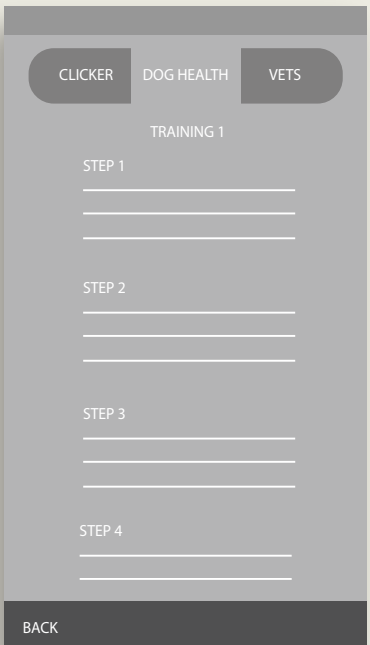 CLICKER DOG HEALTH VETS
TRAINING 1
STEP 1
STEP 2
STEP 3
STEP 4
BACK